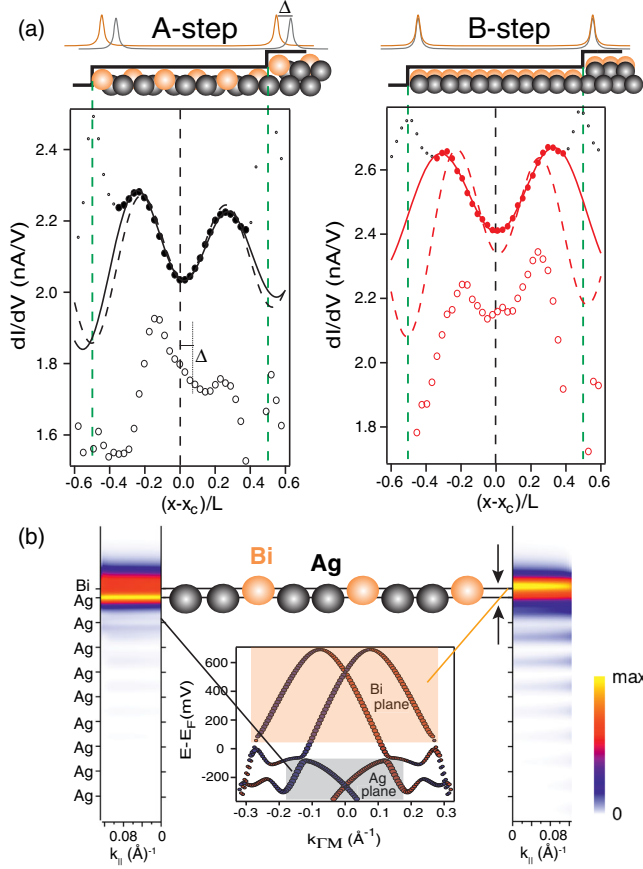 (a)
A-step
Δ
B-step
dI/dV (nA/V)
2.4
2.2
2.0
1.8
1.6
Δ
-0.6 -0.4 -0.2 0.0 0.2 0.4 0.6
(x-xc)/L
dI/dV (nA/V)
2.6
2.4
2.2
2.0
1.8
-0.6 -0.4 -0.2 0.0 0.2 0.4 0.6
(x-xc)/L
(b)
Bi
Ag
Bi
Ag
Ag
Ag
Ag
Ag
Ag
Ag
Ag
Ag
0.08 0
k|| (Å)-1
E-EF(mV)
600
400
200
0
-200
Bi
plane
Ag
plane
-0.3 -0.2 -0.1 0.0 0.1 0.2 0.3
kΓM (Å-1)
0 0.08
k|| (Å)-1
max
0